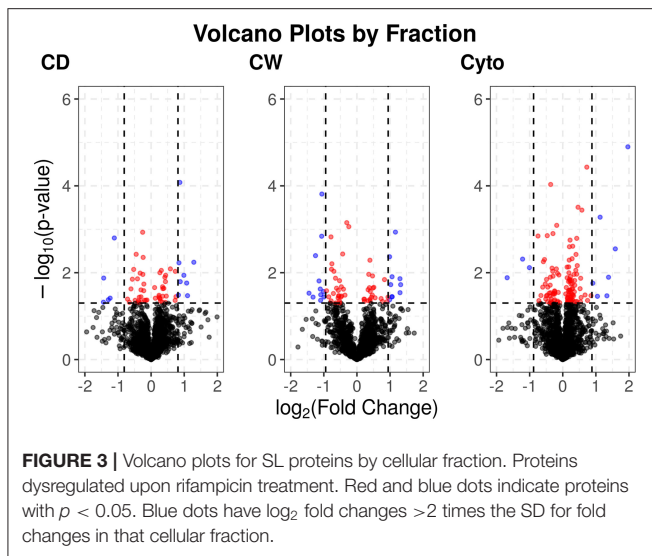 Volcano Plots by Fraction
CD CW Cyto
6 6 6
4 4 4
2 2 2
0 0 0
− log10(p-value)
-2 -1 0 1 2 -2 -1 0 1 2 -2 -1 0 1 2
log2(Fold Change)
FIGURE 3 | Volcano plots for SL proteins by cellular fraction. Proteins
dysregulated upon rifampicin treatment. Red and blue dots indicate proteins
with p < 0.05. Blue dots have log2 fold changes >2 times the SD for fold
changes in that cellular fraction.